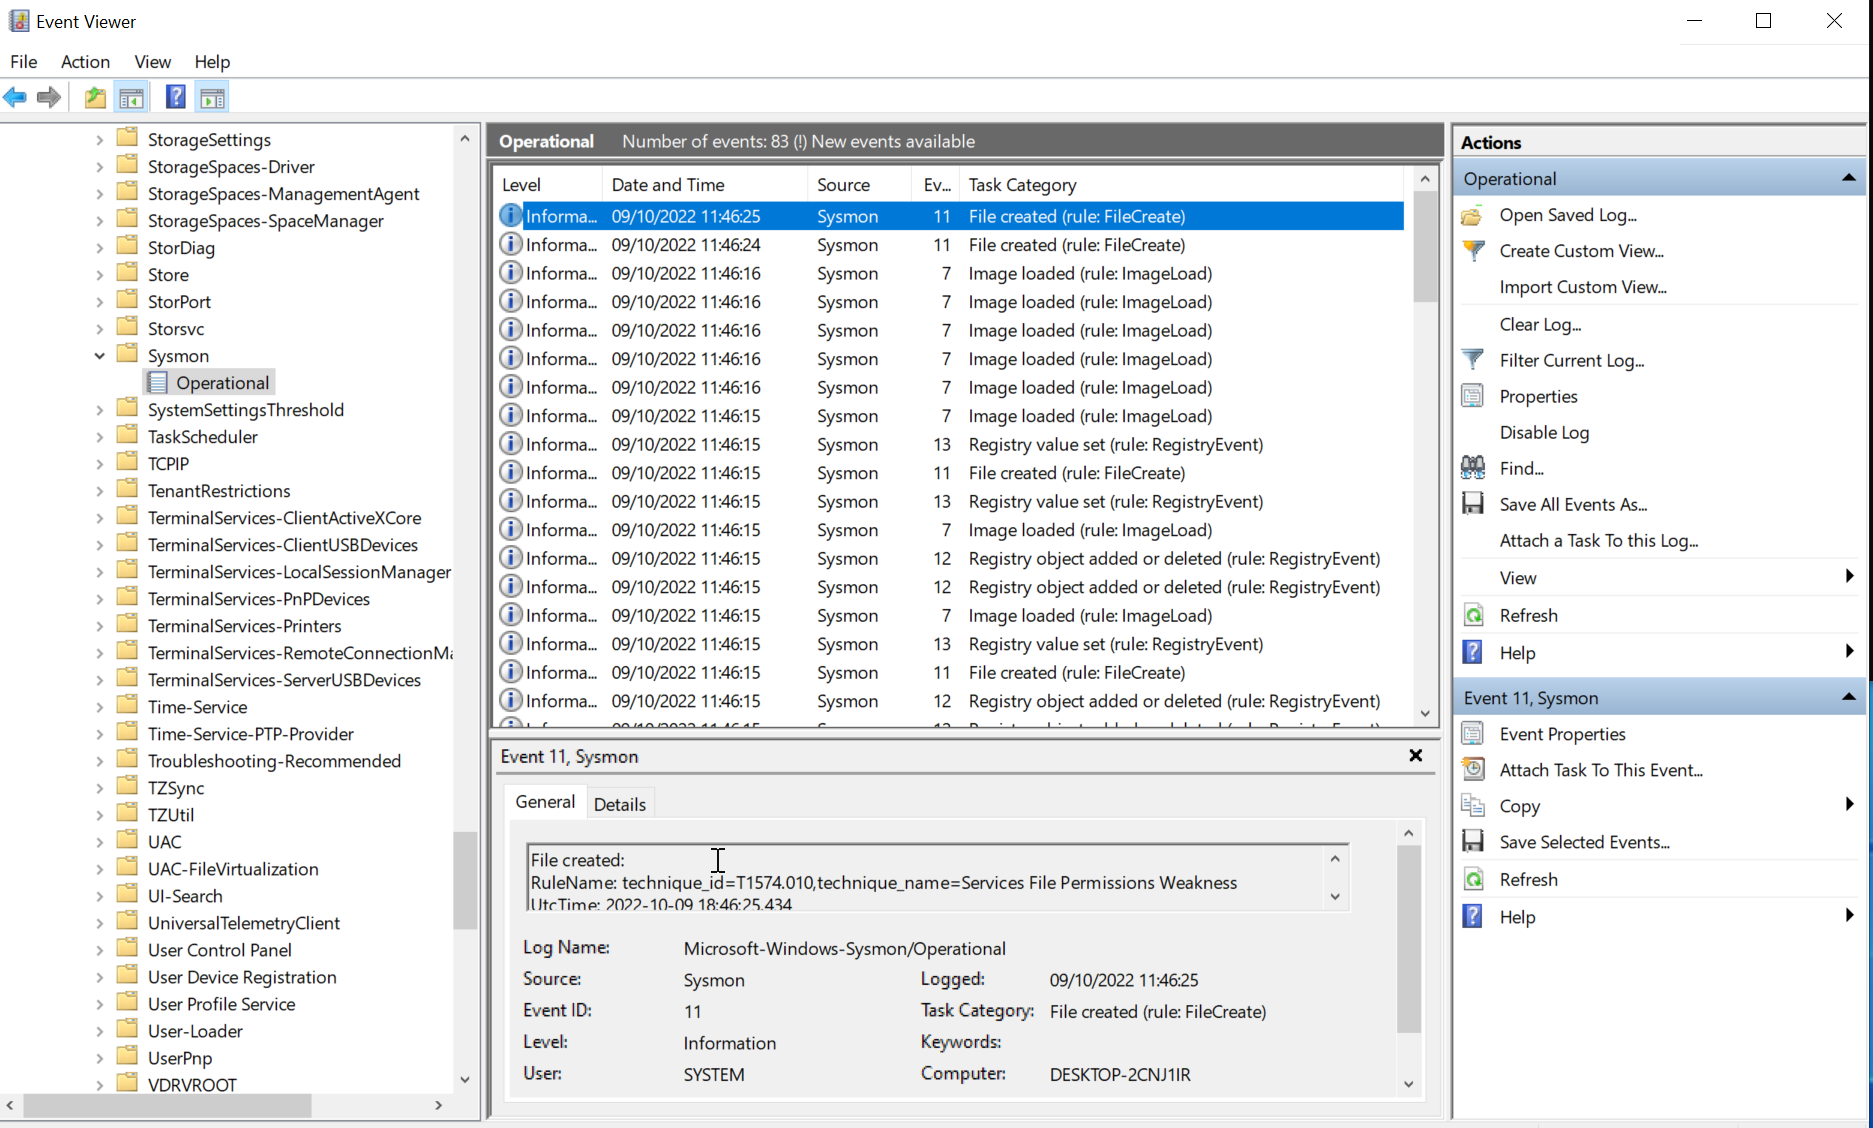 Event Viewer
File Action View Help
StorageSettings
StorageSpaces-Driver
StorageSpaces-ManagementAgent
StorageSpaces-SpaceManager
StorDiag
Store
StorPort
Storsvc
Sysmon
Operational
SystemSettingsThreshold
TaskScheduler
TCPIP
TenantRestrictions
TerminalServices-ClientActiveXCore
TerminalServices-ClientUSBDevices
TerminalServices-LocalSessionManager
TerminalServices-PnPDevices
TerminalServices-Printers
TerminalServices-RemoteConnectionMa
TerminalServices-ServerUSBDevices
Time-Service
Time-Service-PTP-Provider
Troubleshooting-Recommended
TZSync
TZUtil
UAC
UAC-FileVirtualization
UI-Search
UniversalTelemetryClient
User Control Panel
User Device Registration
User Profile Service
User-Loader
UserPnp
VDRVROOT
Operational Number of events: 83 (!) New events available
Level Date and Time Source Ev... Task Category
Informa... 09/10/2022 11:46:25 Sysmon 11 File created (rule: FileCreate)
Informa... 09/10/2022 11:46:24 Sysmon 11 File created (rule: FileCreate)
Informa... 09/10/2022 11:46:16 Sysmon 7 Image loaded (rule: ImageLoad)
Informa... 09/10/2022 11:46:16 Sysmon 7 Image loaded (rule: ImageLoad)
Informa... 09/10/2022 11:46:16 Sysmon 7 Image loaded (rule: ImageLoad)
Informa... 09/10/2022 11:46:16 Sysmon 7 Image loaded (rule: ImageLoad)
Informa... 09/10/2022 11:46:16 Sysmon 7 Image loaded (rule: ImageLoad)
Informa... 09/10/2022 11:46:15 Sysmon 7 Image loaded (rule: ImageLoad)
Informa... 09/10/2022 11:46:15 Sysmon 13 Registry value set (rule: RegistryEvent)
Informa... 09/10/2022 11:46:15 Sysmon 11 File created (rule: FileCreate)
Informa... 09/10/2022 11:46:15 Sysmon 13 Registry value set (rule: RegistryEvent)
Informa... 09/10/2022 11:46:15 Sysmon 7 Image loaded (rule: ImageLoad)
Informa... 09/10/2022 11:46:15 Sysmon 12 Registry object added or deleted (rule: RegistryEvent)
Informa... 09/10/2022 11:46:15 Sysmon 12 Registry object added or deleted (rule: RegistryEvent)
Informa... 09/10/2022 11:46:15 Sysmon 7 Image loaded (rule: ImageLoad)
Informa... 09/10/2022 11:46:15 Sysmon 13 Registry value set (rule: RegistryEvent)
Informa... 09/10/2022 11:46:15 Sysmon 11 File created (rule: FileCreate)
Informa... 09/10/2022 11:46:15 Sysmon 12 Registry object added or deleted (rule: RegistryEvent)
Event 11, Sysmon
General Details
File created:
RuleName: technique_id=T1574.010,technique_name=Services File Permissions Weakness
UtcTime: 2022-10-09 18:46:25.434
Log Name: Microsoft-Windows-Sysmon/Operational
Source: Sysmon Logged: 09/10/2022 11:46:25
Event ID: 11 Task Category: File created (rule: FileCreate)
Level: Information Keywords:
User: SYSTEM Computer: DESKTOP-2CNJ1IR
Actions
Operational
Open Saved Log...
Create Custom View...
Import Custom View...
Clear Log...
Filter Current Log...
Properties
Disable Log
Find...
Save All Events As...
Attach a Task To this Log...
View
Refresh
Help
Event 11, Sysmon
Event Properties
Attach Task To This Event...
Copy
Save Selected Events...
Refresh
Help